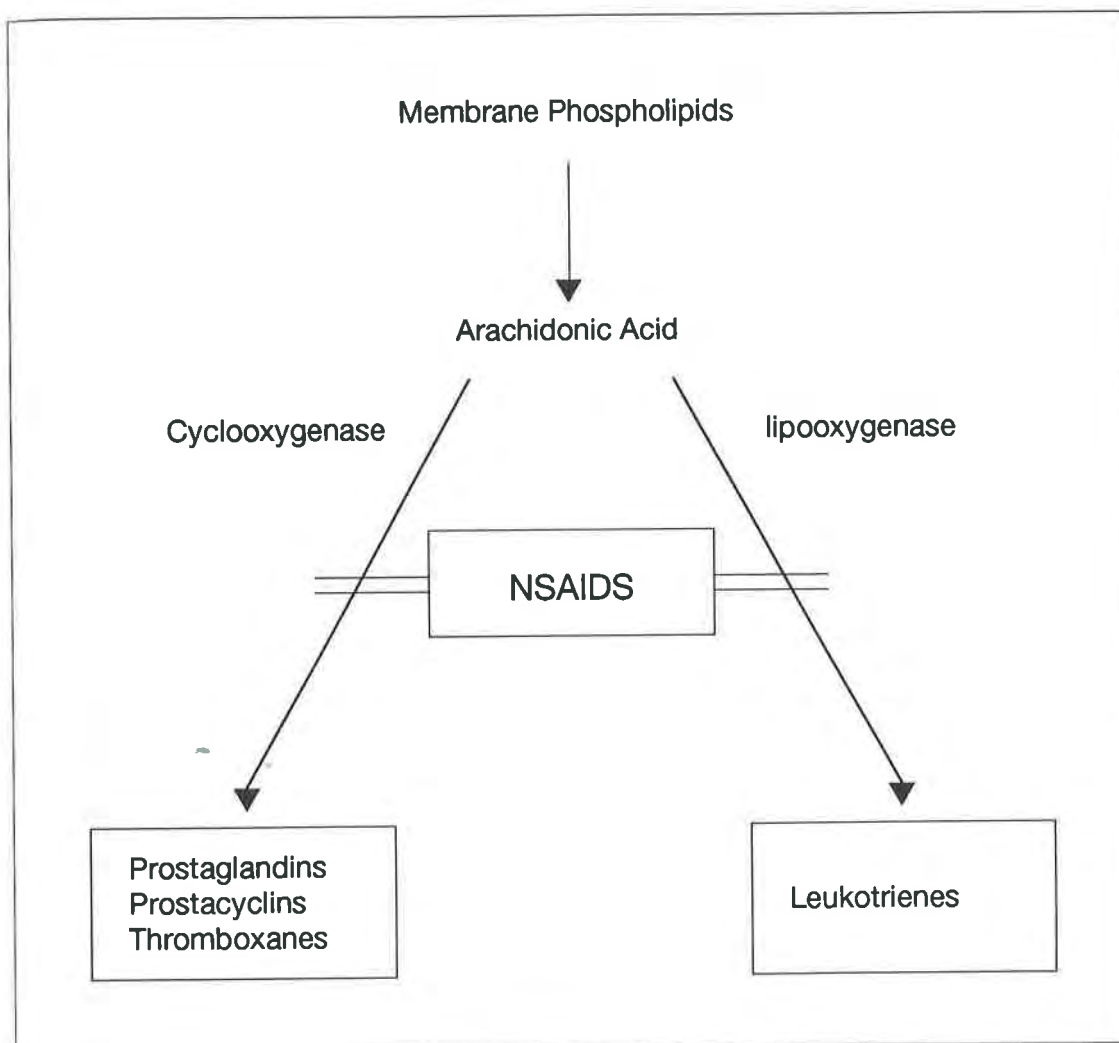 Membrane Phospholipids
Arachidonic Acid
Cyclooxygenase
lipooxygenase
NSAIDS
Prostaglandins
Prostacyclins
Thromboxanes
Leukotrienes